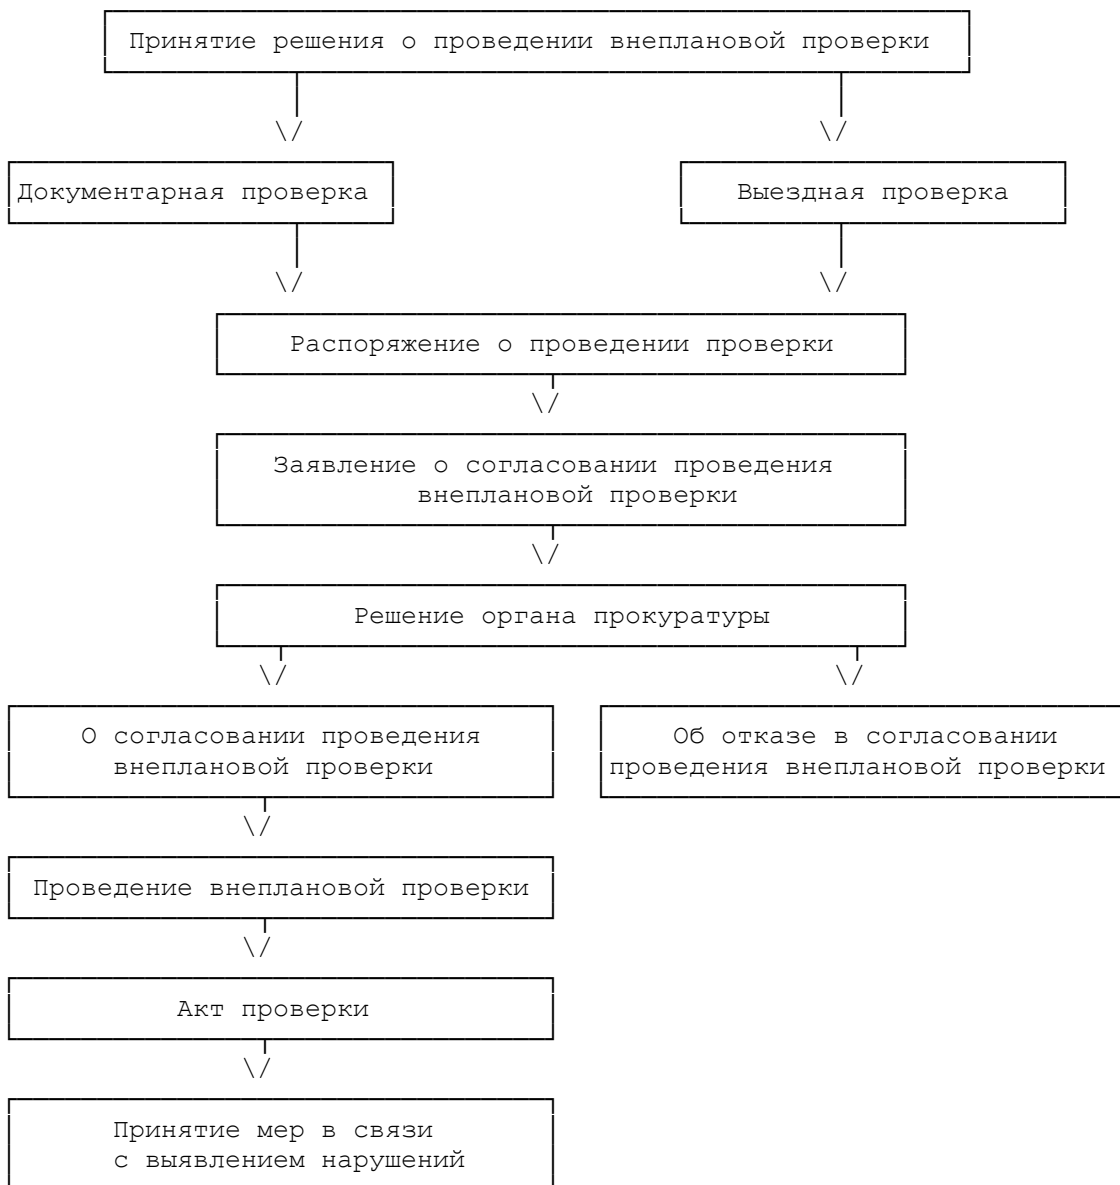 Принятие решения о проведении внеплановой проверки
Документарная проверка
Выездная проверка
Распоряжение о проведении проверки
Заявление о согласовании проведения
внеплановой проверки
Решение органа прокуратуры
О согласовании проведения
внеплановой проверки
Об отказе в согласовании
проведения внеплановой проверки
Проведение внеплановой проверки
Акт проверки
Принятие мер в связи
с выявлением нарушений